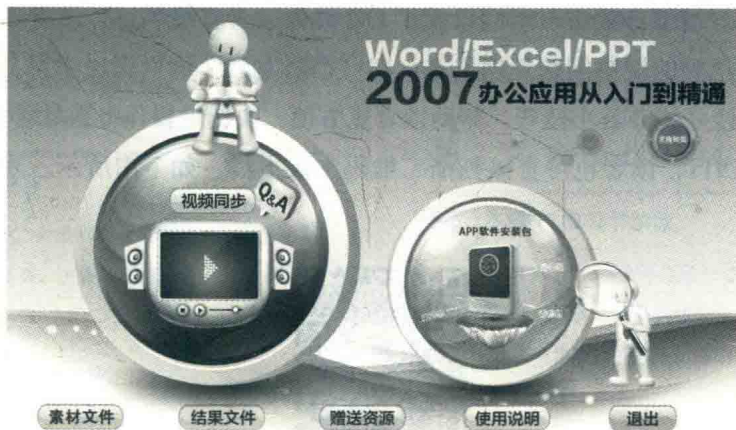 Word/Excel/PPT
2007办公应用从入门到精通
视频同步
Q&A
APP软件安装包
素材文件
结果文件
赠送资源
使用说明
退出